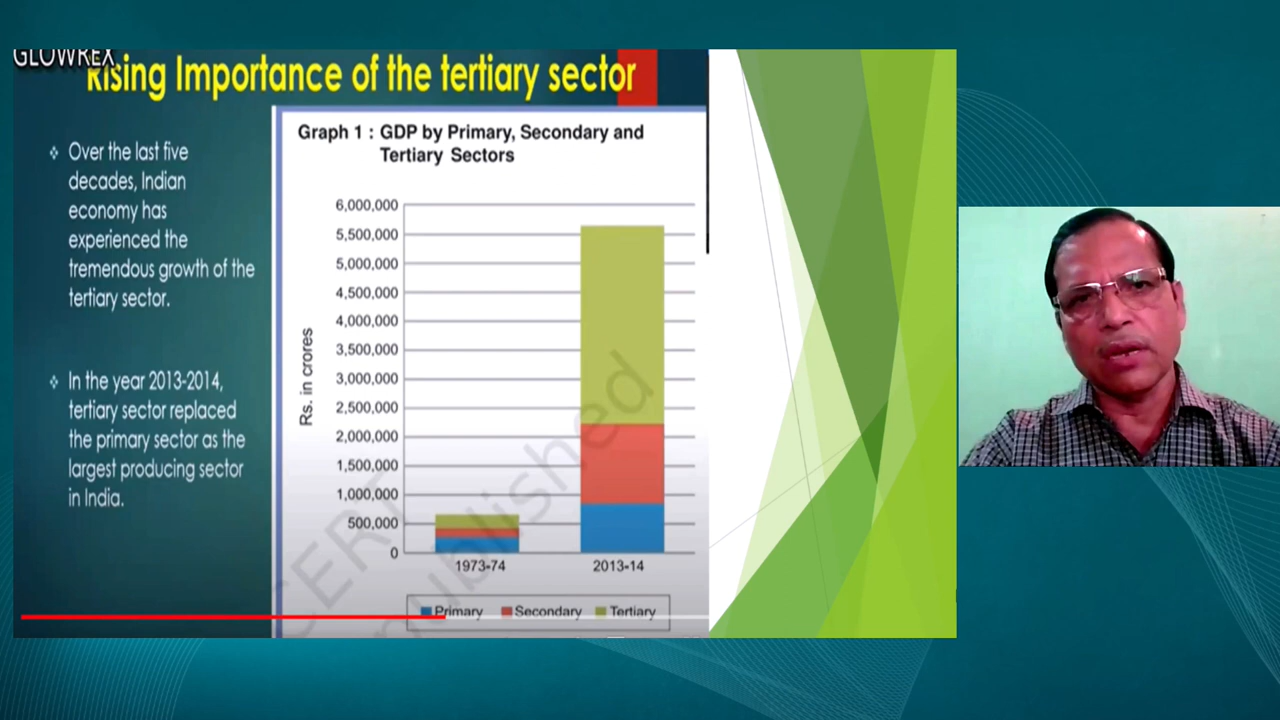 GLOWREX
Rising Importance of the tertiary sector
❖ Over the last five
decades, Indian
economy has
experienced the
tremendous growth of the
tertiary sector.
❖ In the year 2013-2014,
tertiary sector replaced
the primary sector as the
largest producing sector
in India.
Graph 1 : GDP by Primary, Secondary and
Tertiary Sectors
Rs. in crores
6,000,000
5,500,000
5,000,000
4,500,000
4,000,000
3,500,000
3,000,000
2,500,000
2,000,000
1,500,000
1,000,000
500,000
0
1973-74 2013-14
Primary Secondary Tertiary